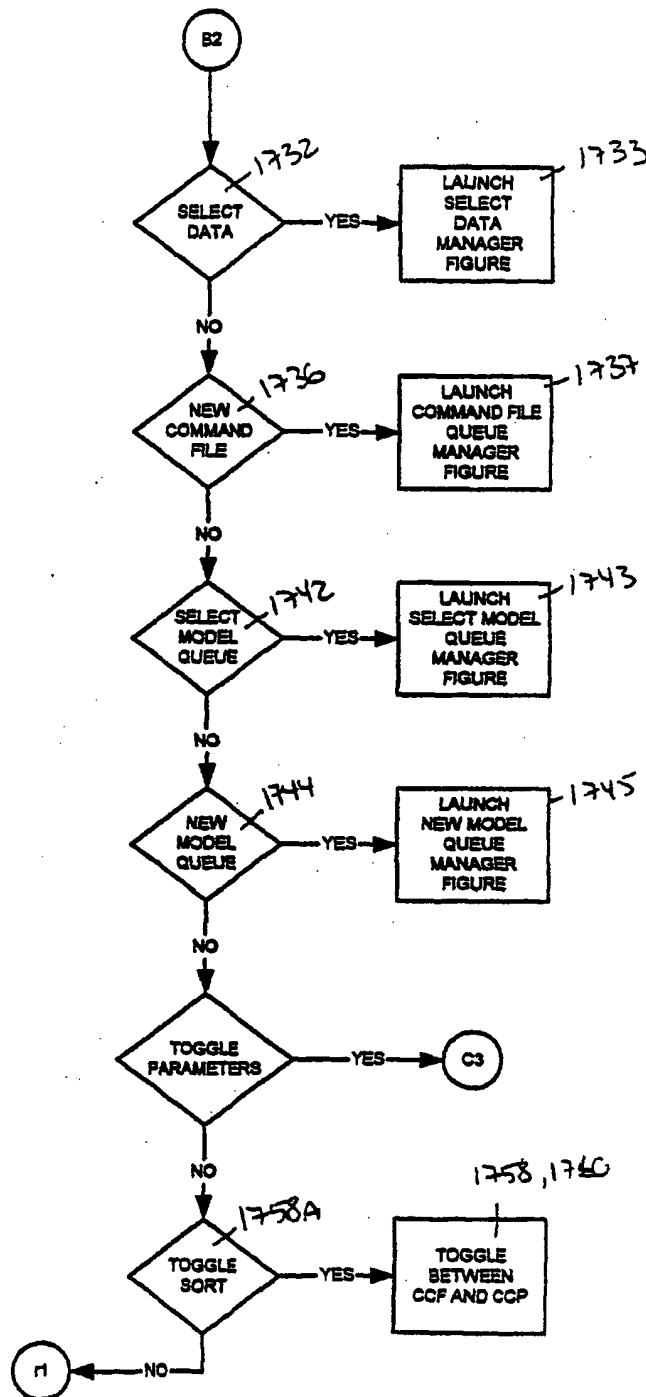 B2
1732
SELECT
DATA
YES
1733
LAUNCH
SELECT
DATA
MANAGER
FIGURE
NO
1736
NEW
COMMAND
FILE
YES
1737
LAUNCH
COMMAND FILE
QUEUE
MANAGER
FIGURE
NO
1742
SELECT
MODEL
QUEUE
YES
1743
LAUNCH
SELECT MODEL
QUEUE
MANAGER
FIGURE
NO
1744
NEW
MODEL
QUEUE
YES
1745
LAUNCH
NEW MODEL
QUEUE
MANAGER
FIGURE
NO
TOGGLE
PARAMETERS
YES
C3
NO
1758A
TOGGLE
SORT
YES
1758, 1760
TOGGLE
BETWEEN
CCF AND CCP
NO